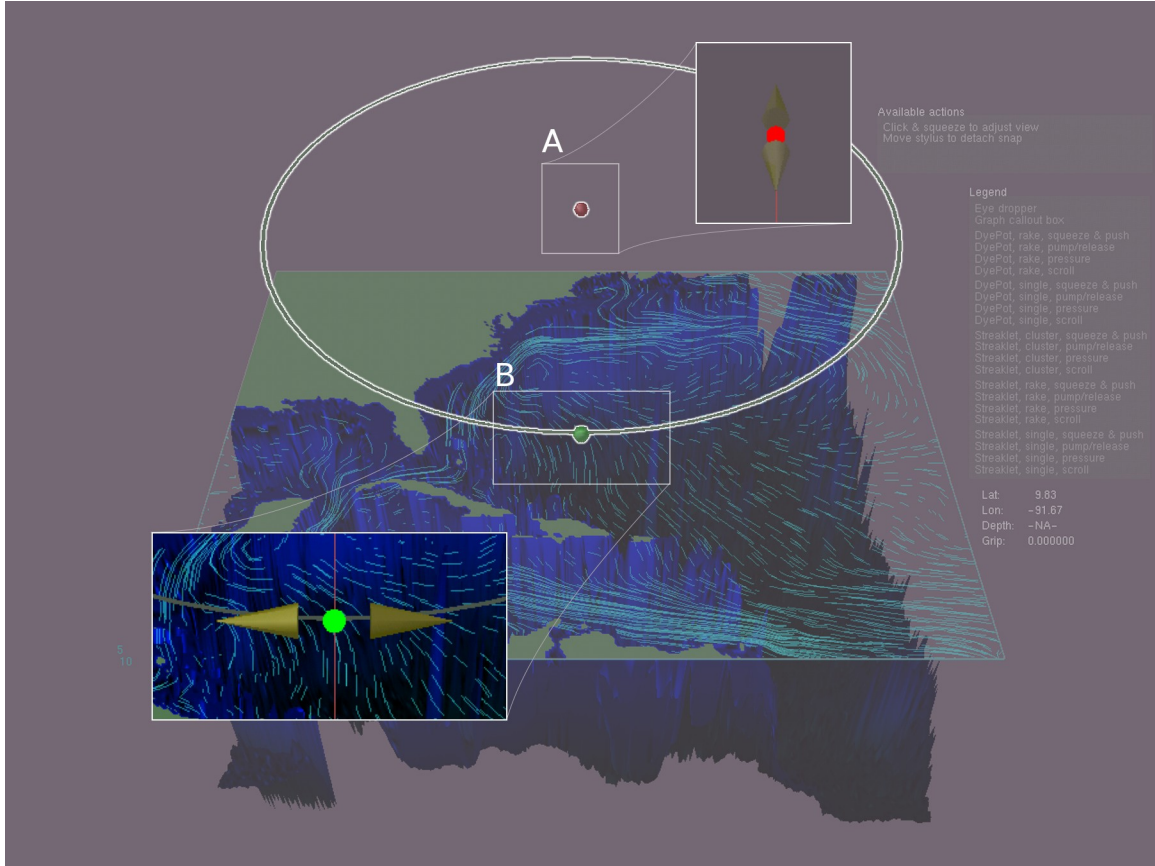 A
Available actions
Click & squeeze to adjust view
Move stylus to detach snap
Legend
Eye dropper
Graph callout box
DyePot, rake, squeeze & push
DyePot, rake, pump/release
DyePot, rake, pressure
DyePot, rake, scroll
DyePot, single, squeeze & push
DyePot, single, pump/release
DyePot, single, pressure
DyePot, single, scroll
Streaklet, cluster, squeeze & push
Streaklet, cluster, pump/release
Streaklet, cluster, pressure
Streaklet, cluster, scroll
Streaklet, rake, squeeze & push
Streaklet, rake, pump/release
Streaklet, rake, pressure
Streaklet, rake, scroll
Streaklet, single, squeeze & push
Streaklet, single, pump/release
Streaklet, single, pressure
Streaklet, single, scroll
B
Lat: 9.83
Lon: -91.67
Depth: -NA-
Grip: 0.000000
5
10